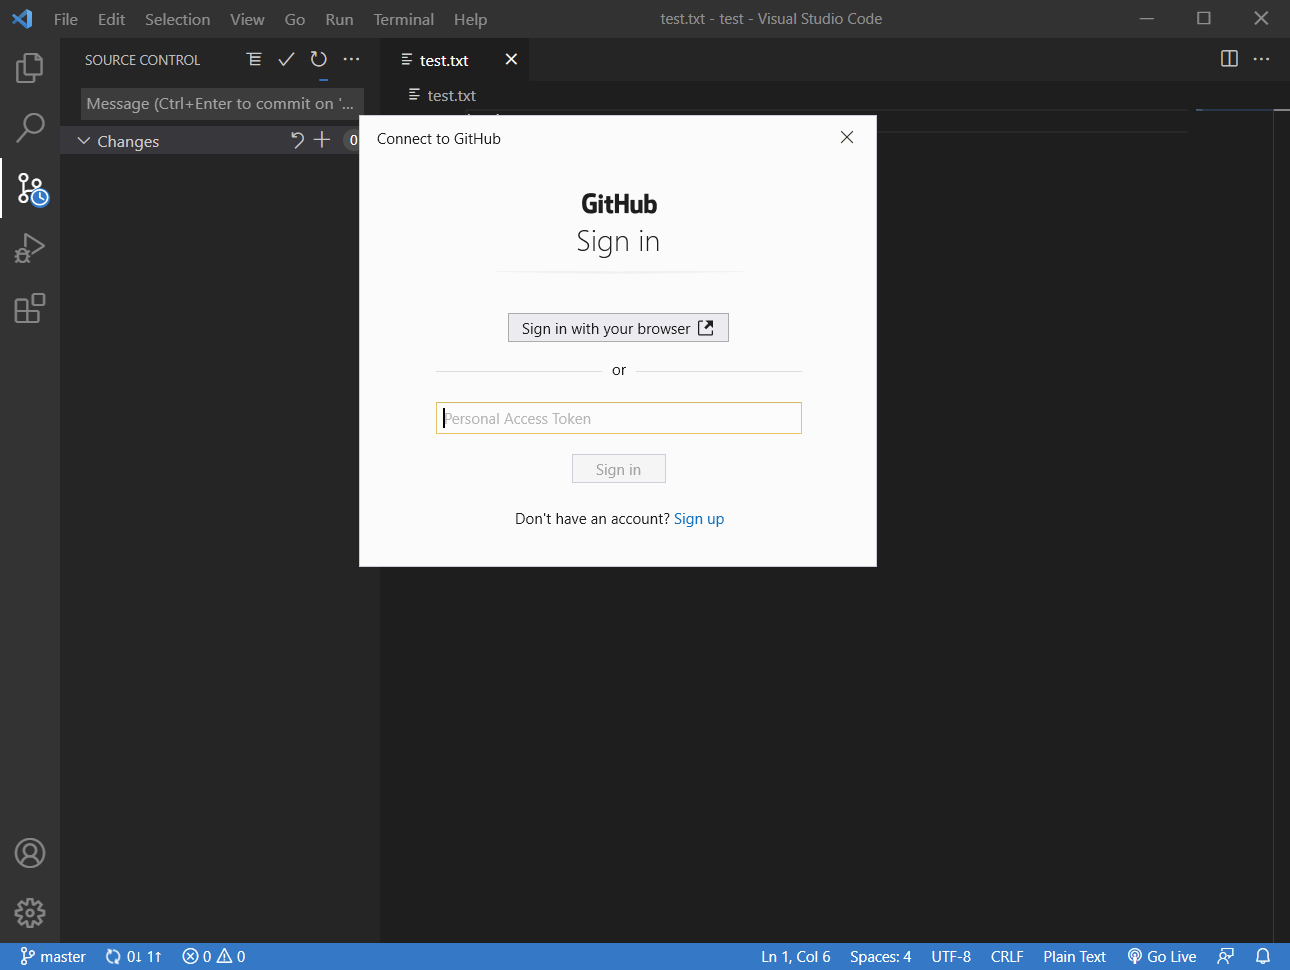 File Edit Selection View Go Run Terminal Help
test.txt - test - Visual Studio Code
SOURCE CONTROL
test.txt
test.txt
Message (Ctrl+Enter to commit on '...
Changes
0
Connect to GitHub
GitHub
Sign in
Sign in with your browser
or
Personal Access Token
Sign in
Don't have an account? Sign up
master 0↓ 1↑ 0 0 Ln 1, Col 6 Spaces: 4 UTF-8 CRLF Plain Text Go Live